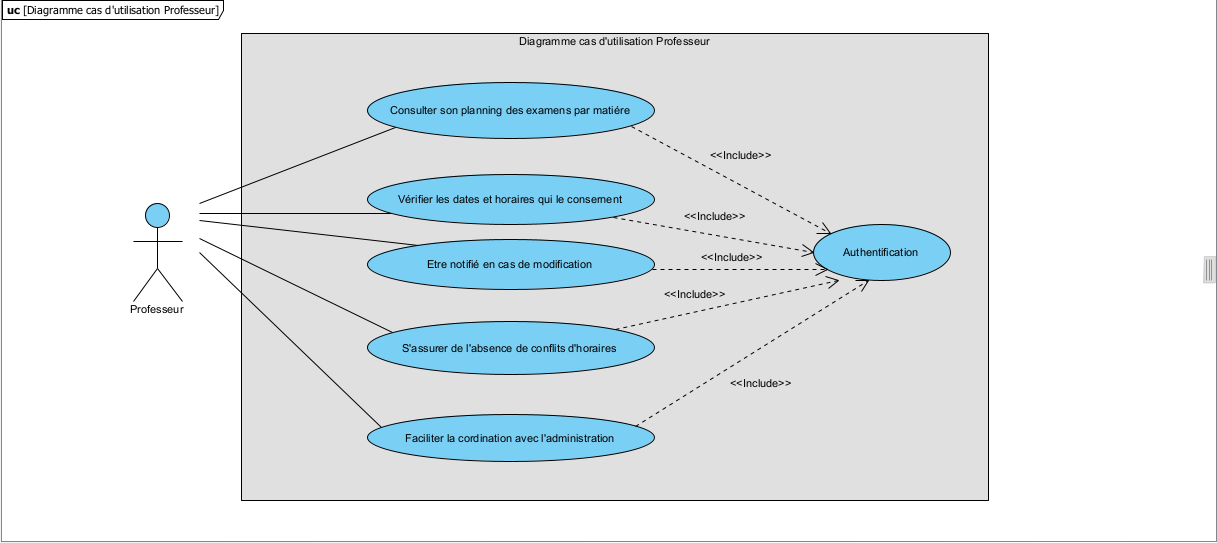 uc [Diagramme cas d'utilisation Professeur]
Diagramme cas d'utilisation Professeur
Consulter son planning des examens par matiére
<<Include>>
Vérifier les dates et horaires qui le consement
<<Include>>
Authentification
Etre notifié en cas de modification
<<Include>>
<<Include>>
Professeur
S'assurer de l'absence de conflits d'horaires
<<Include>>
Faciliter la cordination avec l'administration